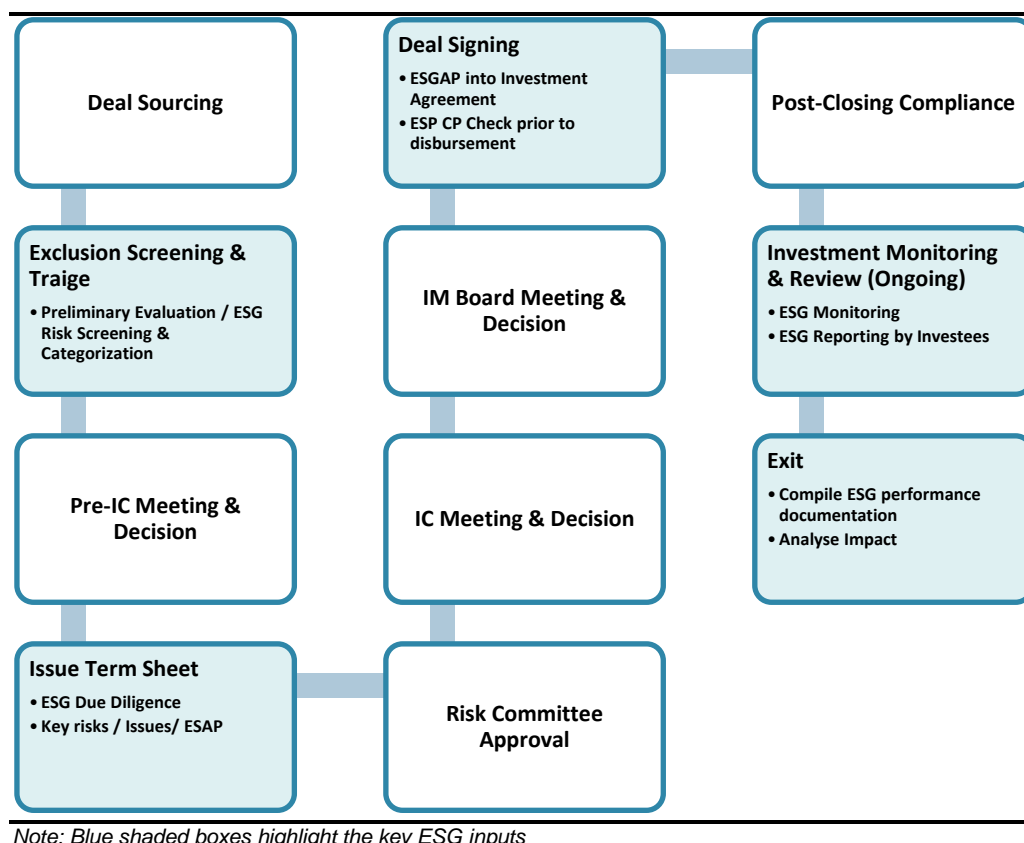 Deal Sourcing
Exclusion Screening &
Traige
• Preliminary Evaluation / ESG
Risk Screening &
Categorization
Pre-IC Meeting &
Decision
Issue Term Sheet
• ESG Due Diligence
• Key risks / Issues/ ESAP
Risk Committee
Approval
IC Meeting & Decision
IM Board Meeting &
Decision
Deal Signing
• ESGAP into Investment
Agreement
• ESP CP Check prior to
disbursement
Post-Closing Compliance
Investment Monitoring
& Review (Ongoing)
• ESG Monitoring
• ESG Reporting by Investees
Exit
• Compile ESG performance
documentation
• Analyse Impact
Note: Blue shaded boxes highlight the key ESG inputs